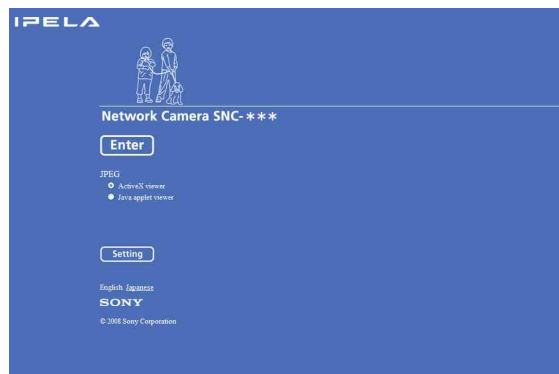 IPELA
Network Camera SNC-***
Enter
JPEG
ActiveX viewer
Java applet viewer
Setting
English Japanese
SONY
© 2008 Sony Corporation